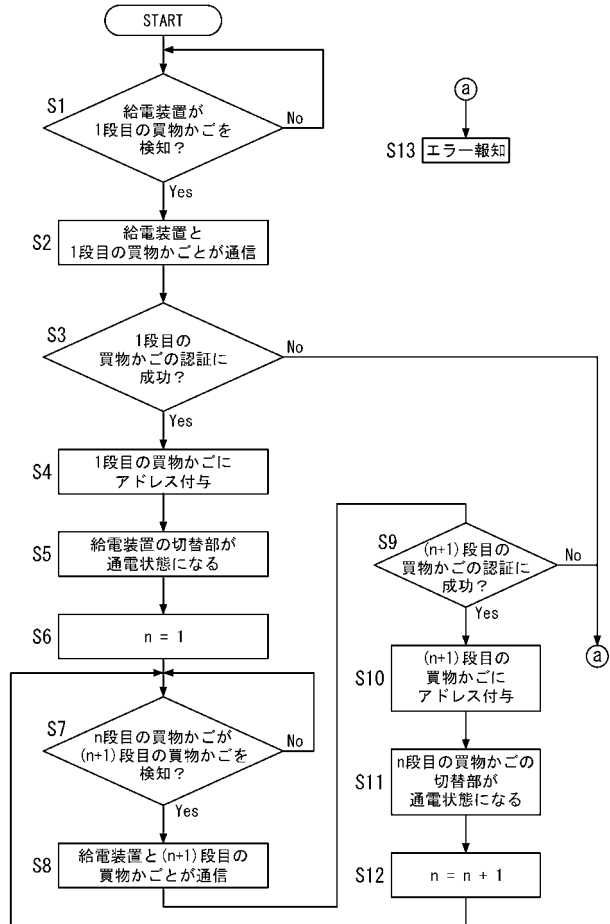 START
S1
給電装置が
1段目の買物かごを
検知？
No
Yes
S2
給電装置と
1段目の買物かごとが通信
S3
1段目の
買物かごの認証に
成功？
No
Yes
S4
1段目の買物かごに
アドレス付与
S5
給電装置の切替部が
通電状態になる
S6
n = 1
S7
n段目の買物かごが
(n+1)段目の買物かごを
検知？
No
Yes
S8
給電装置と(n+1)段目の
買物かごとが通信
S9
(n+1)段目の
買物かごの認証に
成功？
No
Yes
a
S10
(n+1)段目の
買物かごに
アドレス付与
S11
n段目の買物かごの
切替部が
通電状態になる
S12
n = n + 1
a
S13
エラー報知